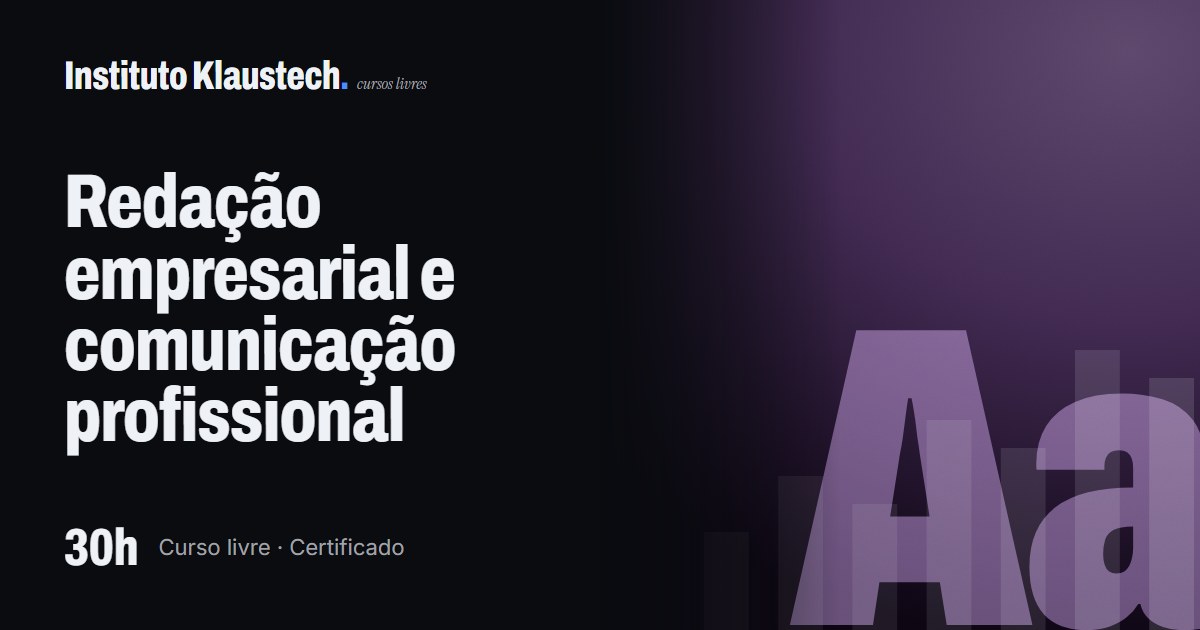 Instituto Klaustech. cursos livres
Redação
empresarial e
comunicação
profissional
30h Curso livre · Certificado
Aa